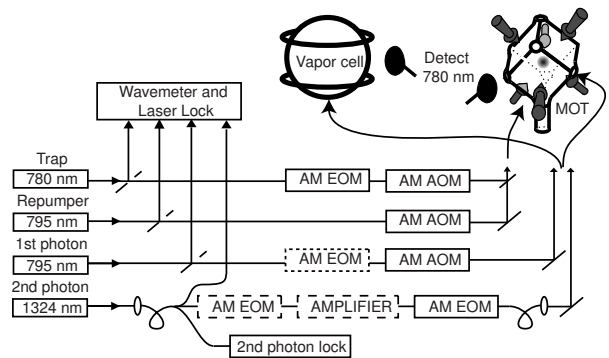 Vapor cell
Detect
780 nm
MOT
Wavemeter and
Laser Lock
Trap
780 nm
AM EOM
AM AOM
Repumper
795 nm
AM AOM
1st photon
795 nm
AM EOM
AM AOM
2nd photon
1324 nm
AM EOM
AMPLIFIER
AM EOM
2nd photon lock